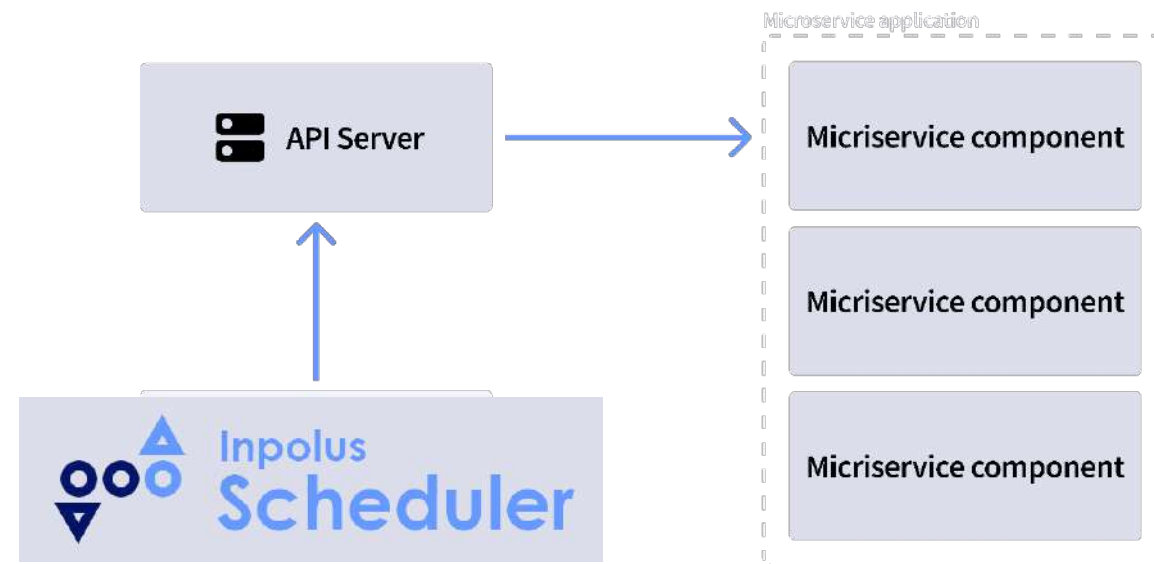 Microservice application
API Server
Micriservice component
Micriservice component
Micriservice component
Inpolus
Scheduler